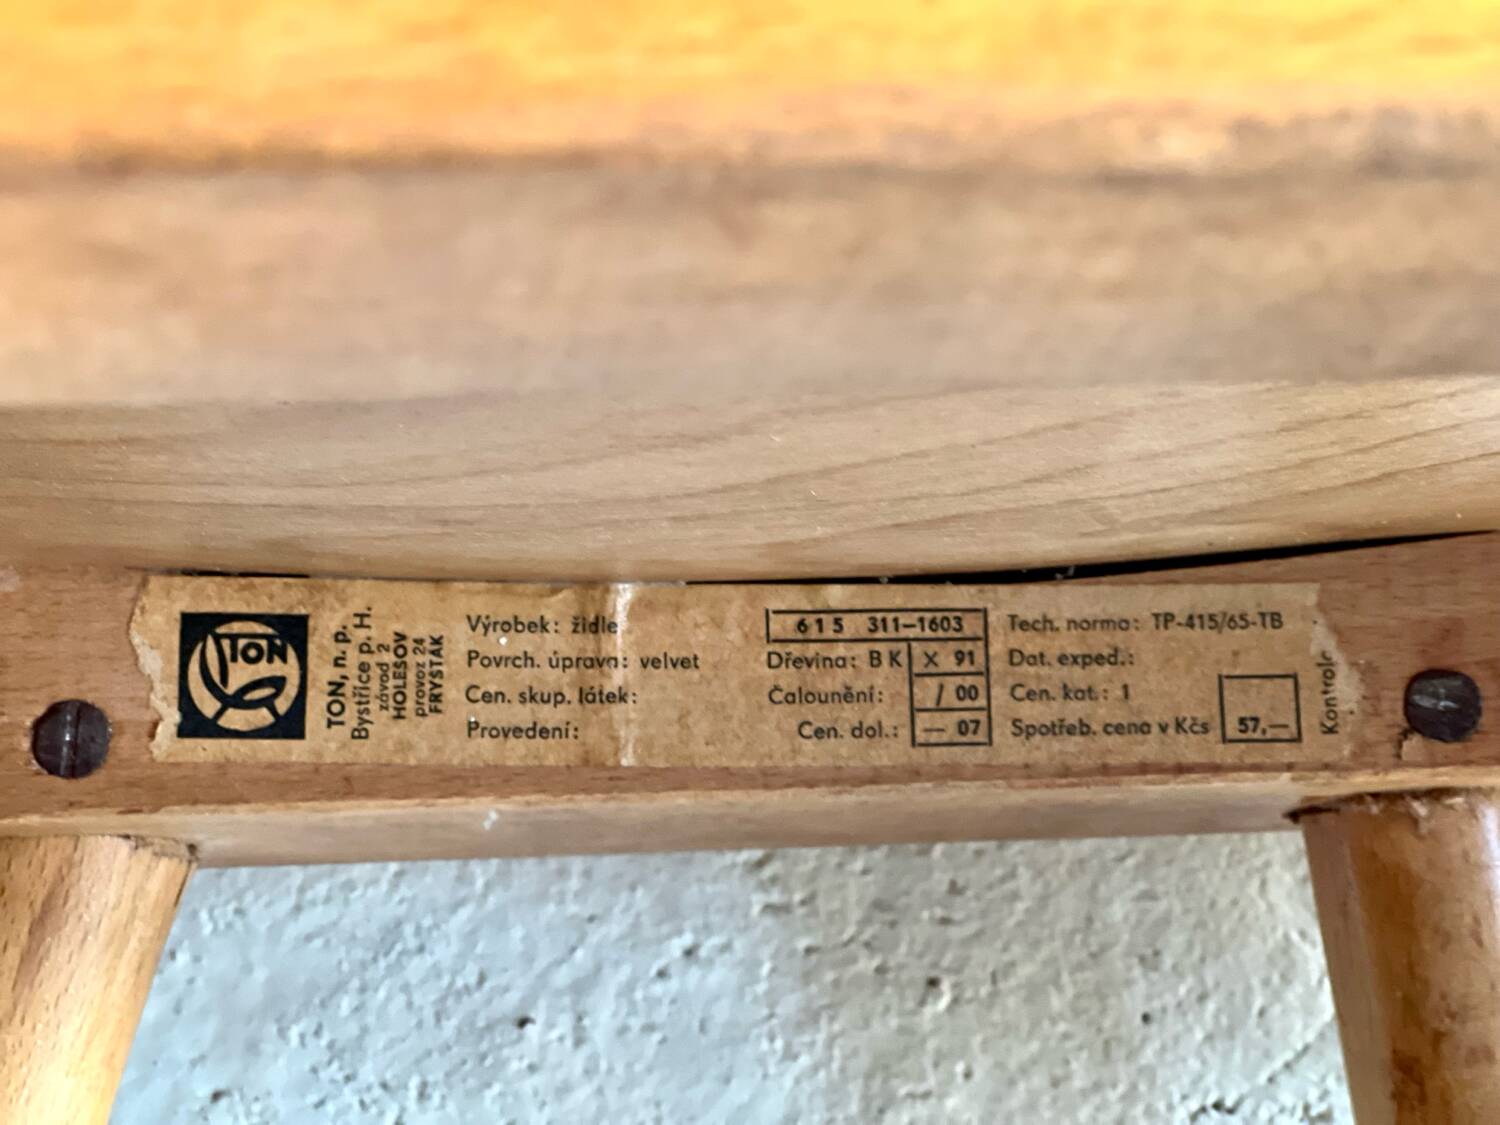 TON
TON, n. p.
Bystřice p. H.
závod 2
HOLEŠOV
provoz 24
FRYŠTÁK
Výrobek: židle
Povrch. úprava: velvet
Cen. skup. látek:
Provedení:
615 311-1603
Dřevina: BK X 91
Čalounění: / 00
Cen. dol.: — 07
Tech. norma: TP-415/65-TB
Dat. exped.:
Cen. kat.: 1
Spotřeb. cena v Kčs 57,—